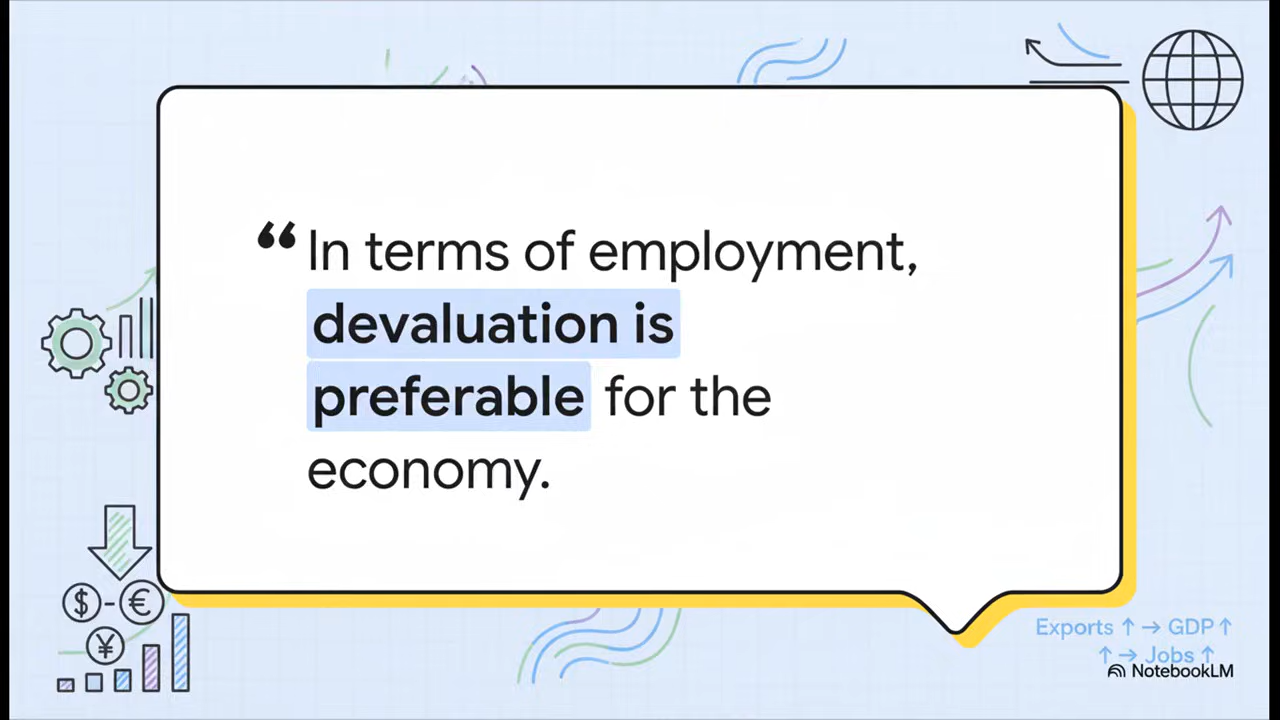 “In terms of employment,
devaluation is
preferable for the
economy.
$ - €
¥
Exports ↑ → GDP ↑
↑ → Jobs ↑
NotebookLM